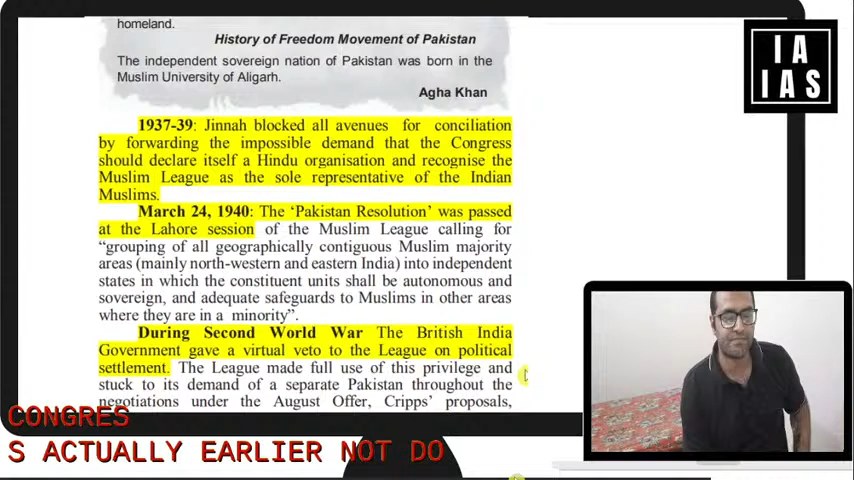 homeland.
History of Freedom Movement of Pakistan
The independent sovereign nation of Pakistan was born in the
Muslim University of Aligarh.
Agha Khan
1937-39: Jinnah blocked all avenues for conciliation
by forwarding the impossible demand that the Congress
should declare itself a Hindu organisation and recognise the
Muslim League as the sole representative of the Indian
Muslims.
March 24, 1940: The ‘Pakistan Resolution’ was passed
at the Lahore session of the Muslim League calling for
“grouping of all geographically contiguous Muslim majority
areas (mainly north-western and eastern India) into independent
states in which the constituent units shall be autonomous and
sovereign, and adequate safeguards to Muslims in other areas
where they are in a minority”.
During Second World War The British India
Government gave a virtual veto to the League on political
settlement. The League made full use of this privilege and
stuck to its demand of a separate Pakistan throughout the
negotiations under the August Offer, Cripps’ proposals,
IA
IAS
CONGRES
S ACTUALLY EARLIER NOT DO